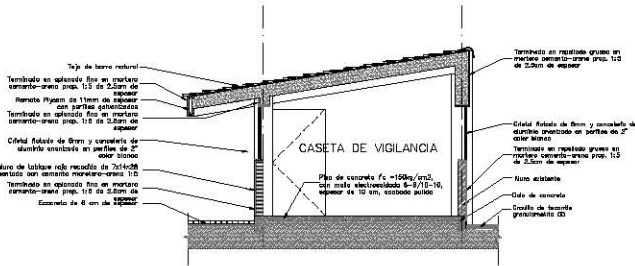 Teja de barro natural
Terminado en aplanado fino en mortero
cemento-arena prop. 1:5 de 2.5cm de
espesor
Remate Plycem de 11mm de espesor
con perfiles galvanizados
Terminado en aplanado fino en mortero
cemento-arena prop. 1:5 de 2.5cm de
espesor
Cristal flotado de 6mm y cancelería de
aluminio anonizado en perfiles de 2"
color blanco
de tabique rojo recocido de 7x14x28
con cemento mortero-arena 1:5
Terminado en aplanado fino en mortero
cemento-arena prop. 1:5 de 2.5cm de
espesor
Ecocreto de 6 cm de espesor
CASETA DE VIGILANCIA
Piso de concreto f'c =150kg/cm2,
con malla electrosoldada 6-6/10-10,
espesor de 10 cm, acabado pulido
Terminado en repellado grueso en
mortero cemento-arena prop. 1:5
de 2.5cm de espesor
Cristal flotado de 6mm y cancelería de
aluminio anonizado en perfiles de 2"
color blanco
Terminado en repellado grueso en
mortero cemento-arena prop. 1:5
de 2.5cm de espesor
Muro existente
Dala de concreto
Gravilla de tezontle
granulometría